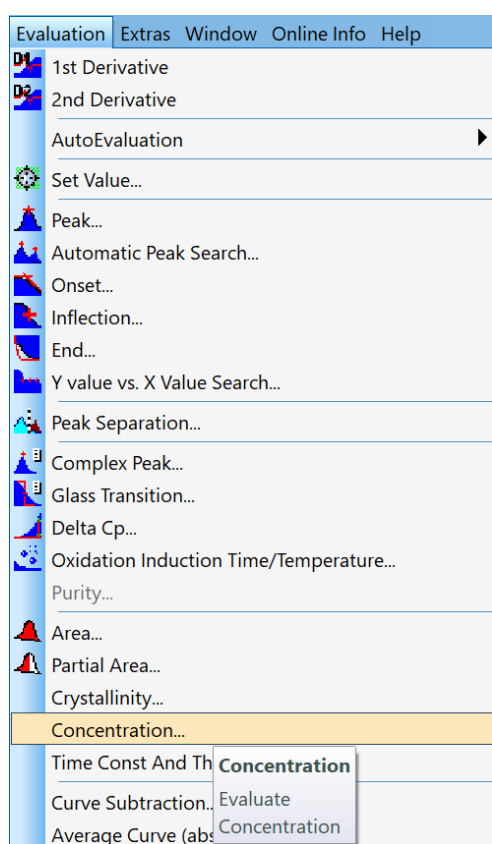 Evaluation Extras Window Online Info Help
1st Derivative
2nd Derivative
AutoEvaluation
Set Value...
Peak...
Automatic Peak Search...
Onset...
Inflection...
End...
Y value vs. X Value Search...
Peak Separation...
Complex Peak...
Glass Transition...
Delta Cp...
Oxidation Induction Time/Temperature...
Purity...
Area...
Partial Area...
Crystallinity...
Concentration...
Time Const And Th
Concentration
Evaluate
Concentration
Curve Subtraction..
Average Curve (abs